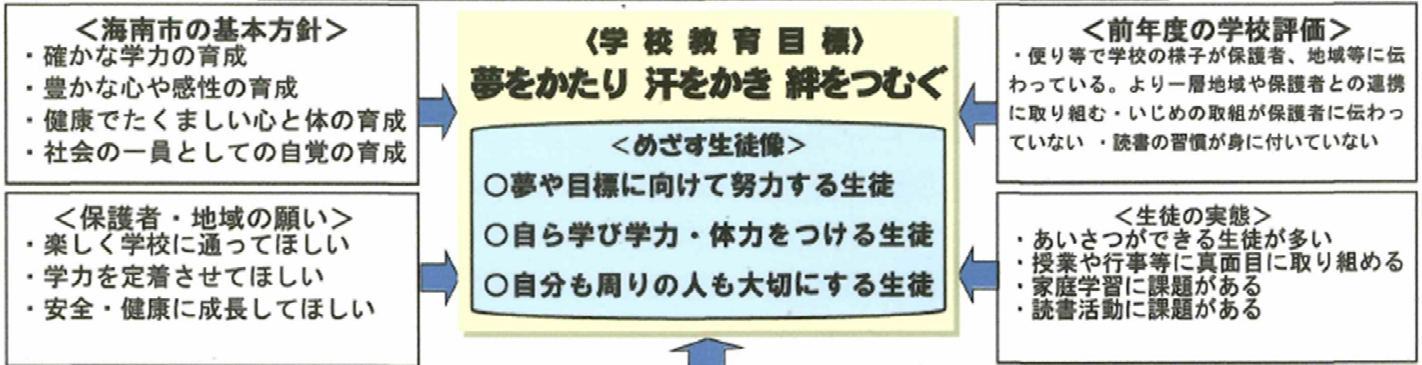 <海南市の基本方針>
・確かな学力の育成
・豊かな心や感性の育成
・健康でたくましい心と体の育成
・社会の一員としての自覚の育成
<保護者・地域の願い>
・楽しく学校に通ってほしい
・学力を定着させてほしい
・安全・健康に成長してほしい
〈学校教育目標〉
夢をかたり 汗をかき 絆をつむぐ
<めざす生徒像>
○夢や目標に向けて努力する生徒
○自ら学び学力・体力をつける生徒
○自分も周りの人も大切にする生徒
<前年度の学校評価>
・便り等で学校の様子が保護者、地域等に伝
わっている。より一層地域や保護者との連携
に取り組む・いじめの取組が保護者に伝わっ
ていない ・読書の習慣が身に付いていない
<生徒の実態>
・あいさつができる生徒が多い
・授業や行事等に真面目に取り組める
・家庭学習に課題がある
・読書活動に課題がある